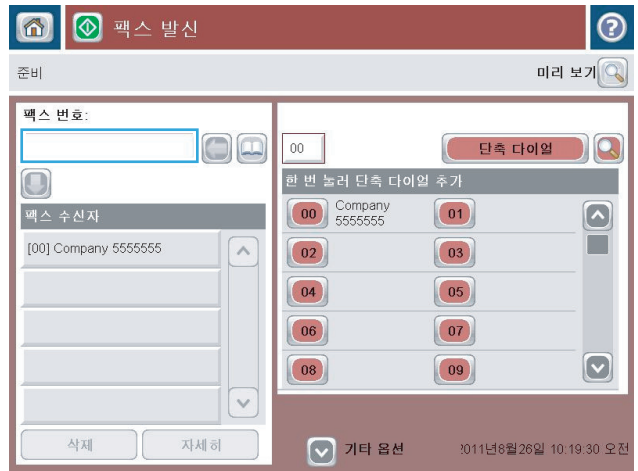 팩스 발신
준비
미리 보기
팩스 번호:
00
단축 다이얼
한 번 눌러 단축 다이얼 추가
팩스 수신자
[00] Company 5555555
00 Company 5555555
01
02
03
04
05
06
07
08
09
삭제
자세히
기타 옵션
2011년8월26일 10:19:30 오전